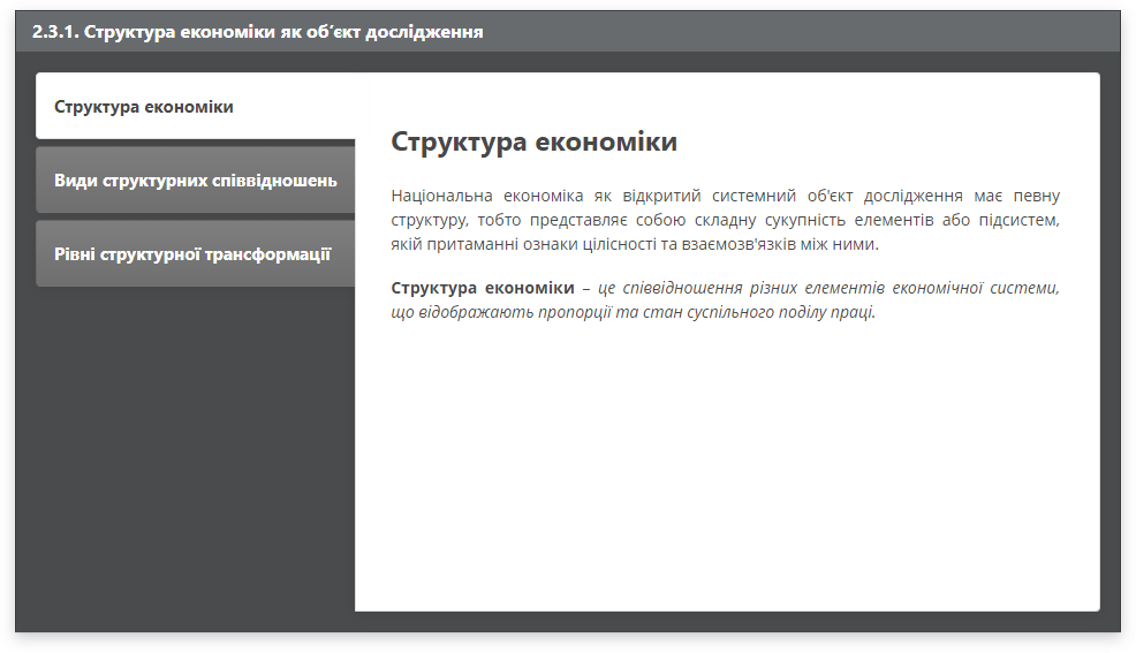 2.3.1. Структура економіки як об’єкт дослідження
Структура економіки
Види структурних співвідношень
Рівні структурної трансформації
Структура економіки
Національна економіка як відкритий системний об'єкт дослідження має певну
структуру, тобто представляє собою складну сукупність елементів або підсистем,
якій притаманні ознаки цілісності та взаємозв'язків між ними.
Структура економіки – це співвідношення різних елементів економічної системи,
що відображають пропорції та стан суспільного поділу праці.